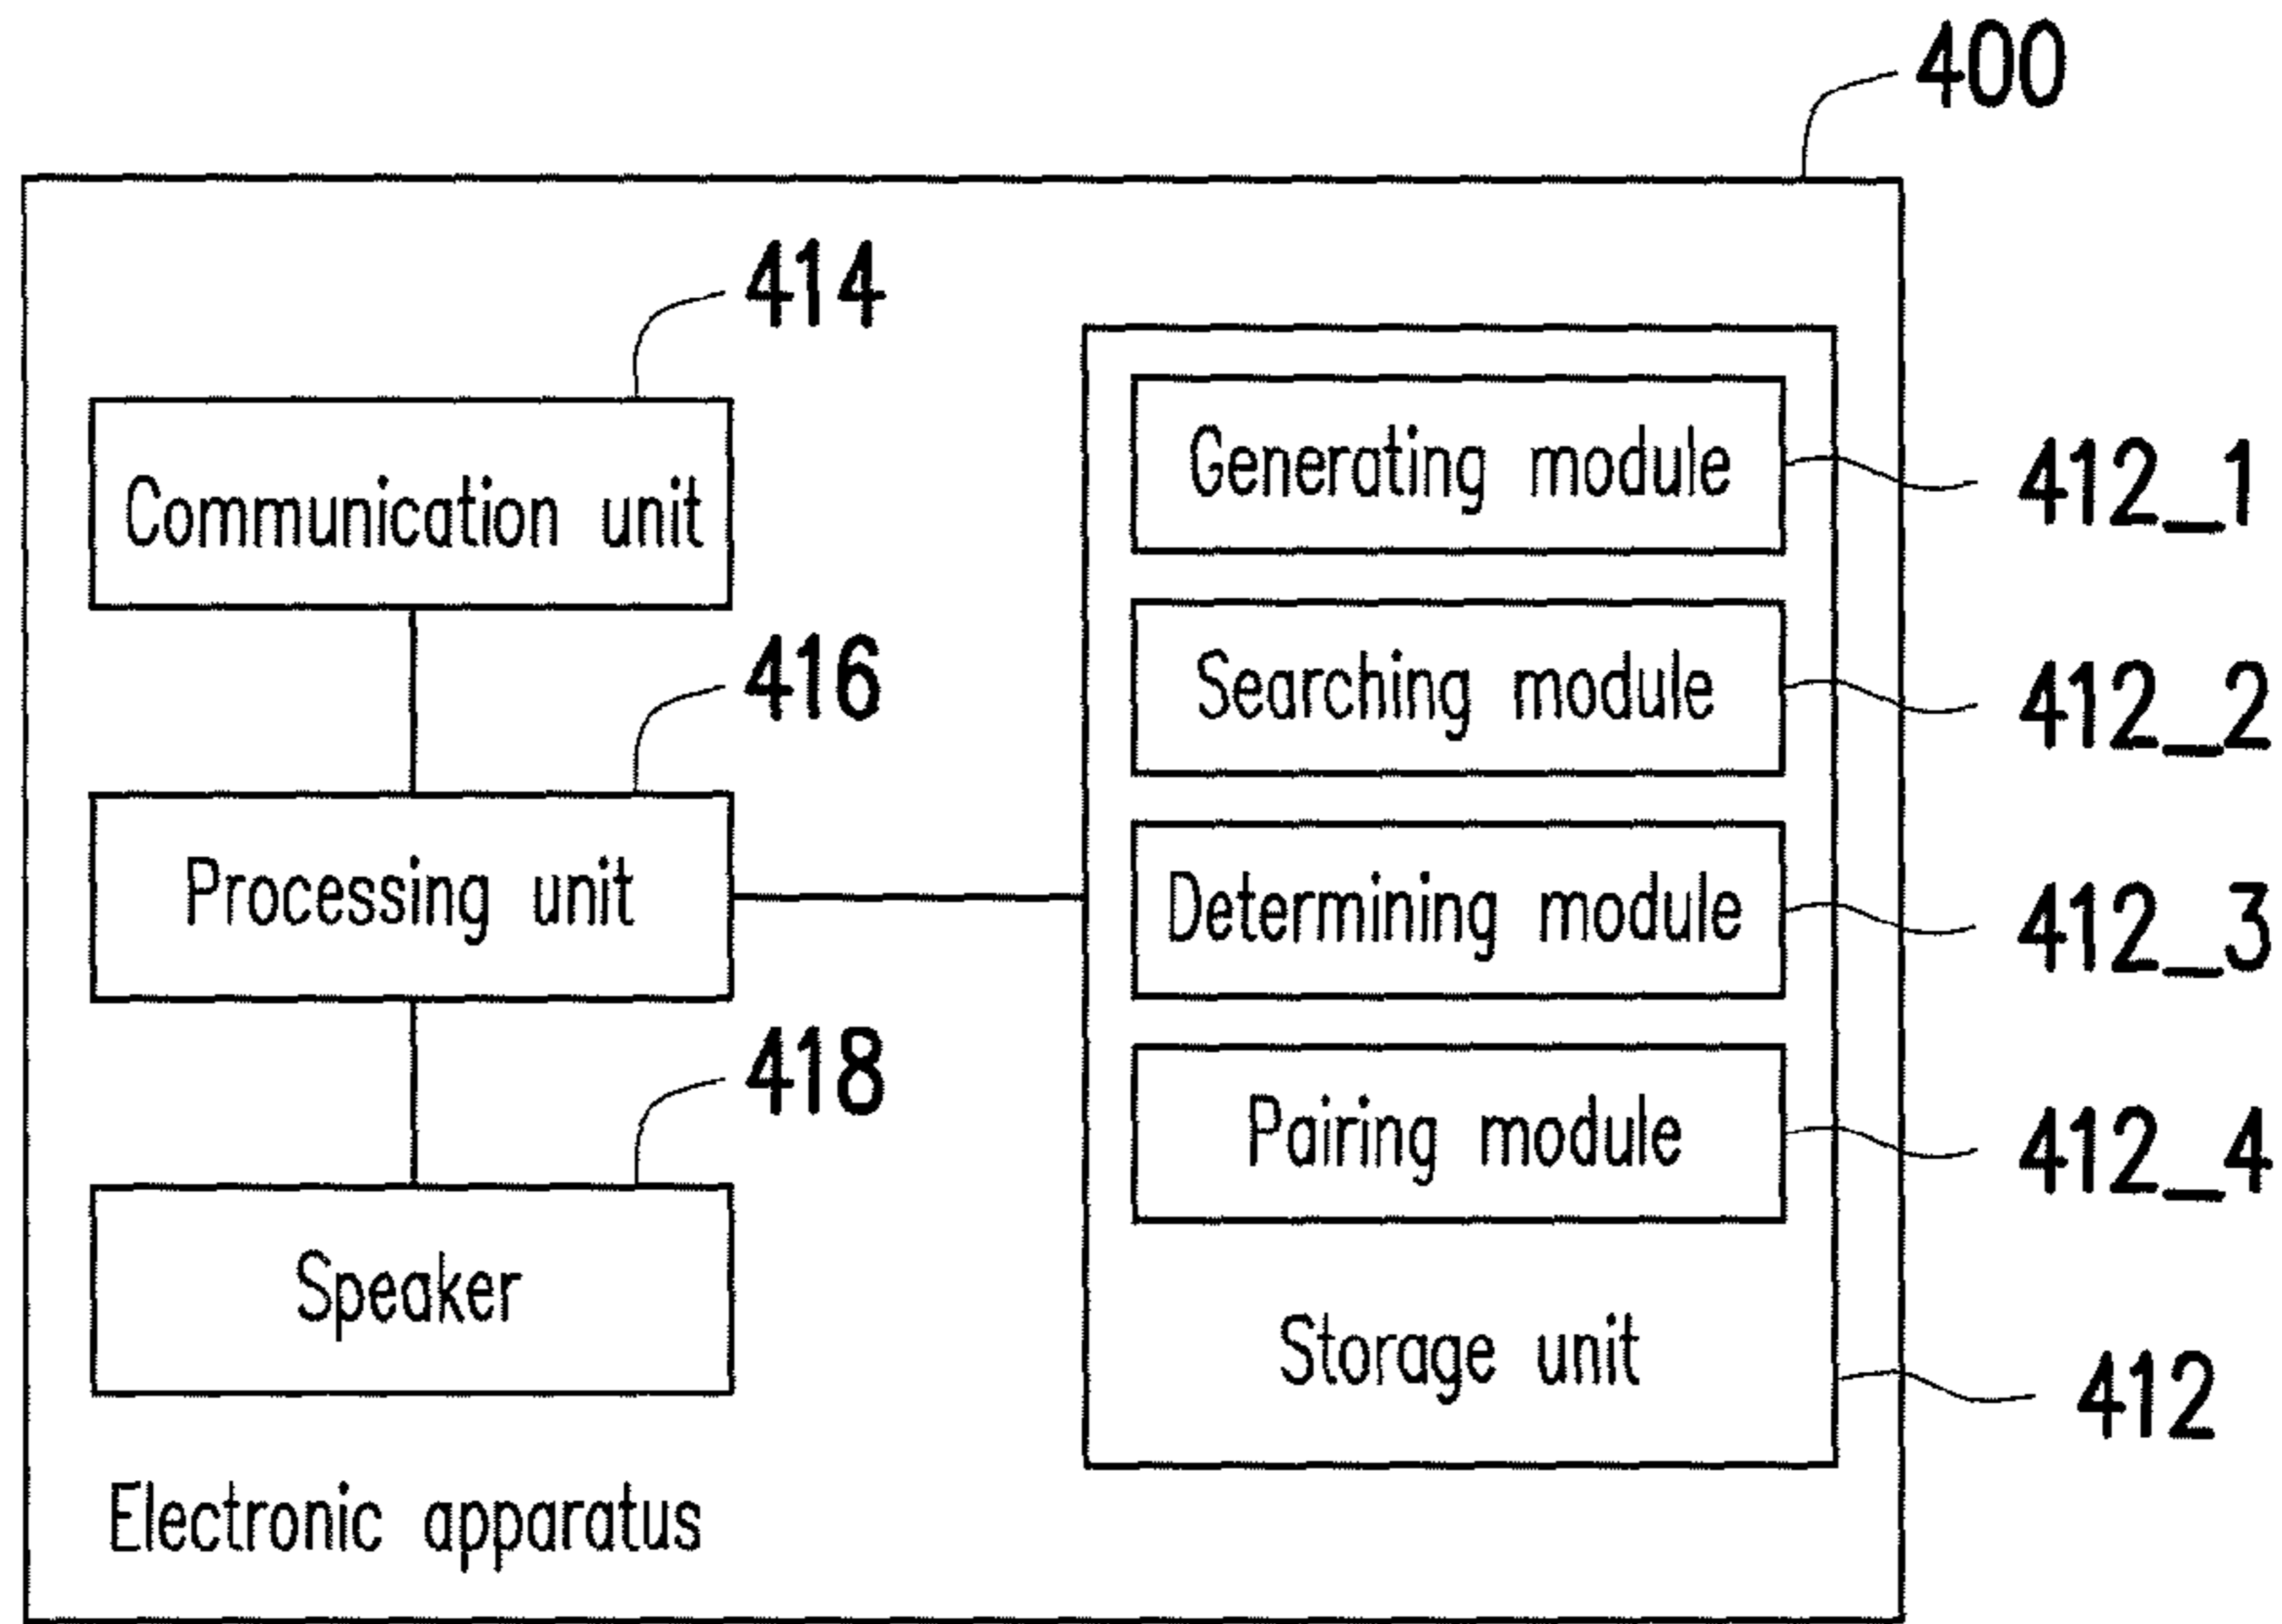 400
414
Communication unit
416
Processing unit
418
Speaker
Electronic apparatus
Generating module
412_1
Searching module
412_2
Determining module
412_3
Pairing module
412_4
Storage unit
412